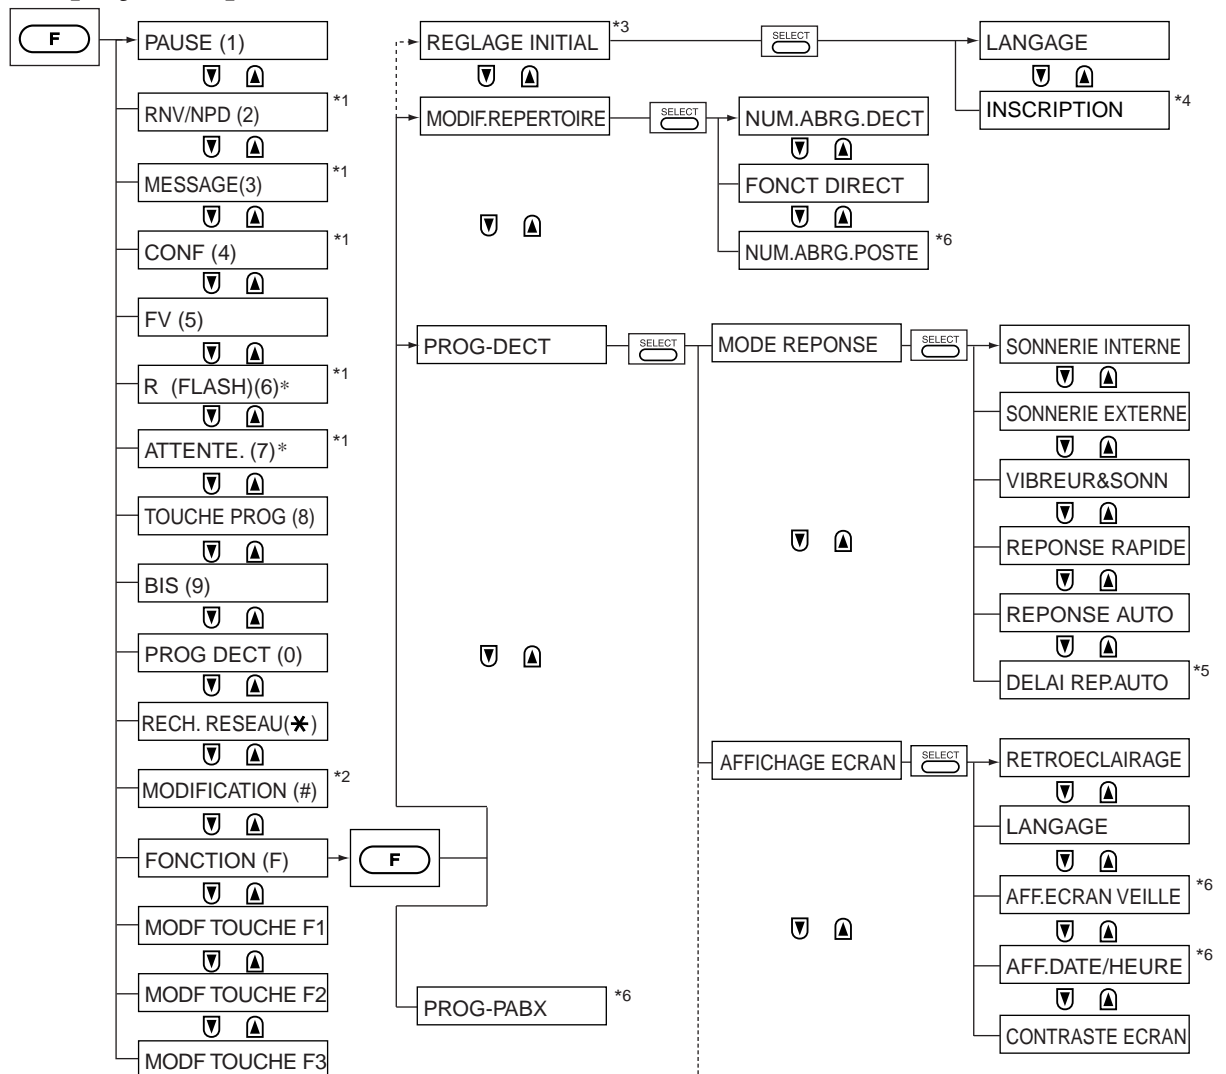 F
PAUSE (1)
RNV/NPD (2) *1
MESSAGE(3) *1
CONF (4) *1
FV (5)
R (FLASH)(6)* *1
ATTENTE. (7)* *1
TOUCHE PROG (8)
BIS (9)
PROG DECT (0)
RECH. RESEAU(*)
MODIFICATION (#) *2
FONCTION (F)
F
MODF TOUCHE F1
MODF TOUCHE F2
MODF TOUCHE F3
REGLAGE INITIAL *3
SELECT
LANGAGE
INSCRIPTION *4
MODIF.REPERTOIRE
SELECT
NUM.ABRG.DECT
FONCT DIRECT
NUM.ABRG.POSTE *6
PROG-DECT
SELECT
MODE REPONSE
SELECT
SONNERIE INTERNE
SONNERIE EXTERNE
VIBREUR&SONN
REPONSE RAPIDE
REPONSE AUTO
DELAI REP.AUTO *5
AFFICHAGE ECRAN
SELECT
RETROECLAIRAGE
LANGAGE
AFF.ECRAN VEILLE *6
AFF.DATE/HEURE *6
CONTRASTE ECRAN
PROG-PABX *6